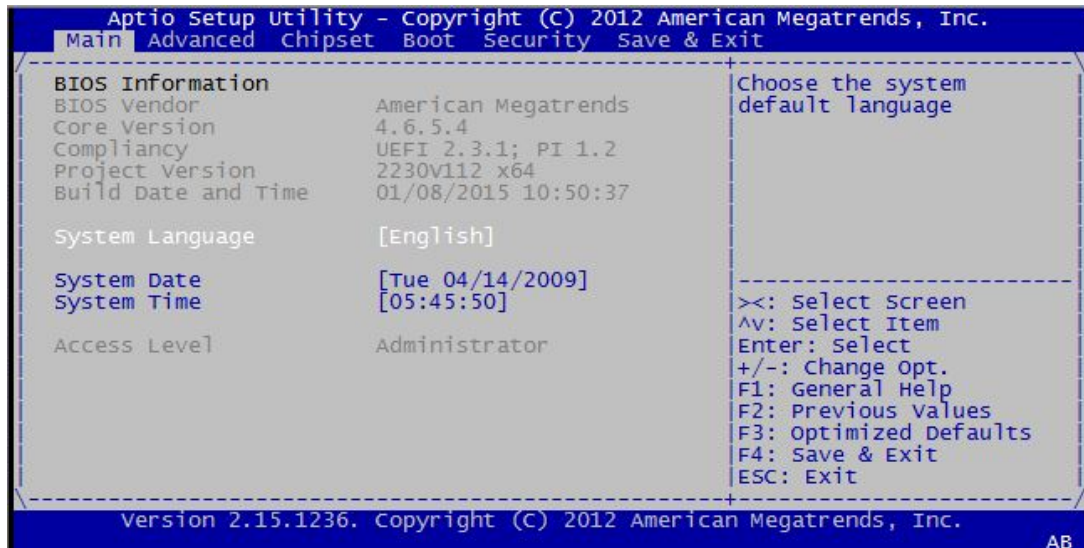 Aptio Setup Utility - Copyright (C) 2012 American Megatrends, Inc.
Main Advanced Chipset Boot Security Save & Exit
BIOS Information
BIOS Vendor American Megatrends
Core Version 4.6.5.4
Compliancy UEFI 2.3.1; PI 1.2
Project Version 2230V112 x64
Build Date and Time 01/08/2015 10:50:37
System Language [English]
System Date [Tue 04/14/2009]
System Time [05:45:50]
Access Level Administrator
Choose the system
default language
><: Select Screen
^v: Select Item
Enter: Select
+/-: Change Opt.
F1: General Help
F2: Previous Values
F3: Optimized Defaults
F4: Save & Exit
ESC: Exit
Version 2.15.1236. Copyright (C) 2012 American Megatrends, Inc.
AB